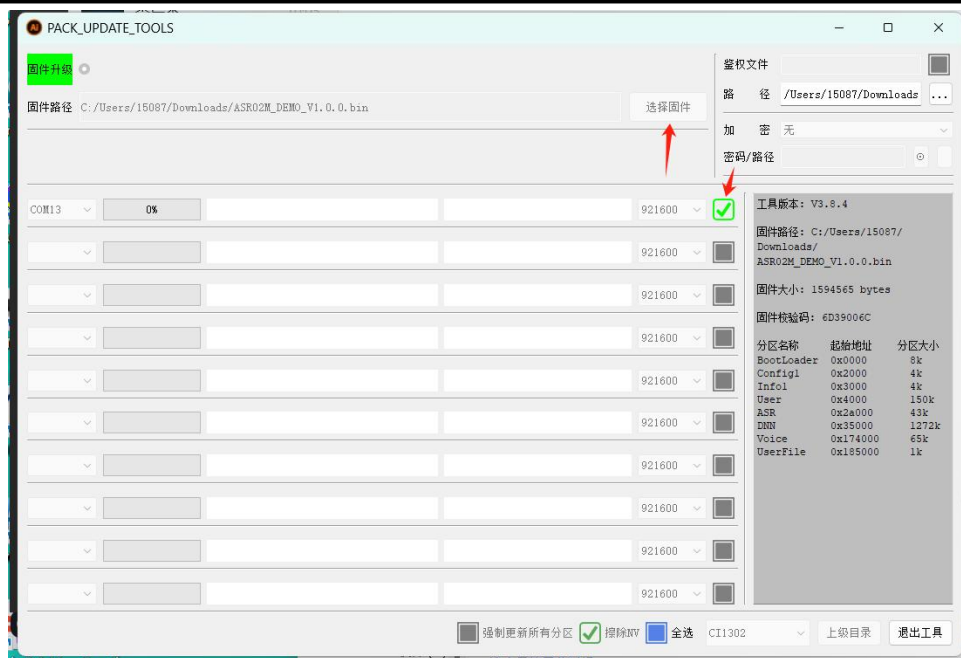 PACK_UPDATE_TOOLS
固件升级
固件路径 C:/Users/15087/Downloads/ASR02M_DEMO_V1.0.0.bin 选择固件
鉴权文件
路 径 /Users/15087/Downloads ...
加 密 无
密码/路径
COM13 0% 921600
921600
921600
921600
921600
921600
921600
921600
921600
921600
工具版本: V3.8.4
固件路径: C:/Users/15087/
Downloads/
ASR02M_DEMO_V1.0.0.bin
固件大小: 1594565 bytes
固件校验码: 6D39006C
分区名称 起始地址 分区大小
BootLoader 0x0000 8k
Config1 0x2000 4k
Info1 0x3000 4k
User 0x4000 150k
ASR 0x2a000 43k
DNN 0x35000 1272k
Voice 0x174000 65k
UserFile 0x185000 1k
强制更新所有分区 擦除NV 全选 CI1302 上级目录 退出工具